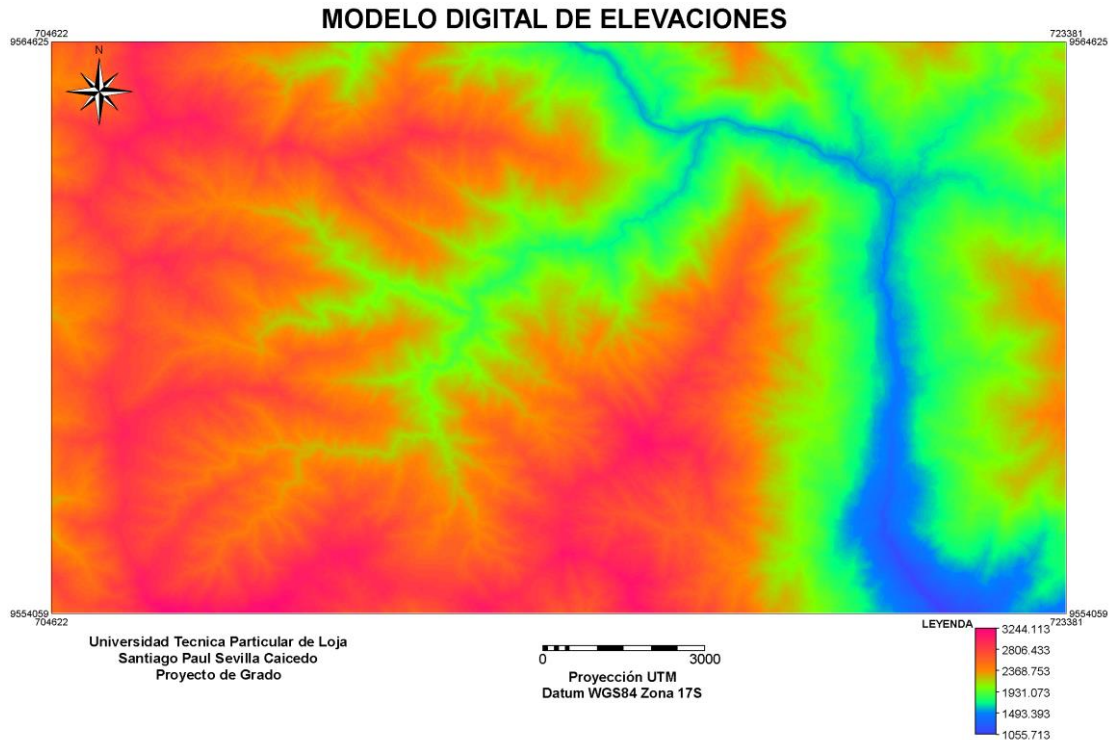 MODELO DIGITAL DE ELEVACIONES
704622
723381
9564625
9564625
N
9554059
9554059
704622
723381
LEYENDA
3244.113
2806.433
2368.753
1931.073
1493.393
1055.713
Universidad Tecnica Particular de Loja
Santiago Paul Sevilla Caicedo
Proyecto de Grado
0 3000
Proyección UTM
Datum WGS84 Zona 17S